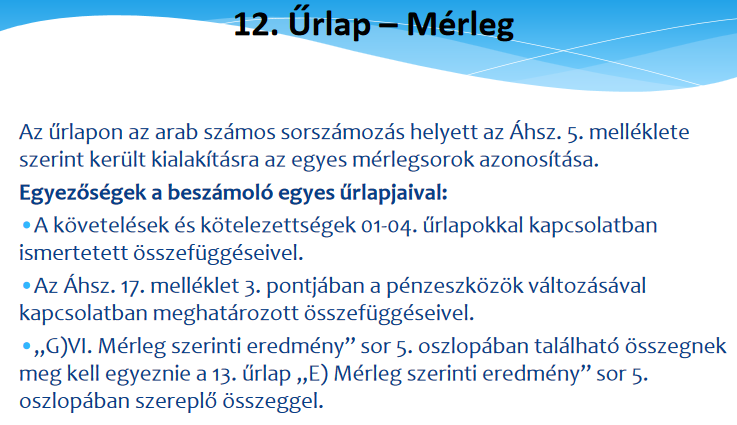 12. Űrlap – Mérleg
Az űrlapon az arab számos sorszámozás helyett az Áhsz. 5. melléklete
szerint került kialakításra az egyes mérlegsorok azonosítása.
Egyezőségek a beszámoló egyes űrlapjaival:
•A követelések és kötelezettségek 01-04. űrlapokkal kapcsolatban
ismertetett összefüggéseivel.
•Az Áhsz. 17. melléklet 3. pontjában a pénzeszközök változásával
kapcsolatban meghatározott összefüggéseivel.
•„G)VI. Mérleg szerinti eredmény” sor 5. oszlopában található összegnek
meg kell egyeznie a 13. űrlap „E) Mérleg szerinti eredmény” sor 5.
oszlopában szereplő összeggel.